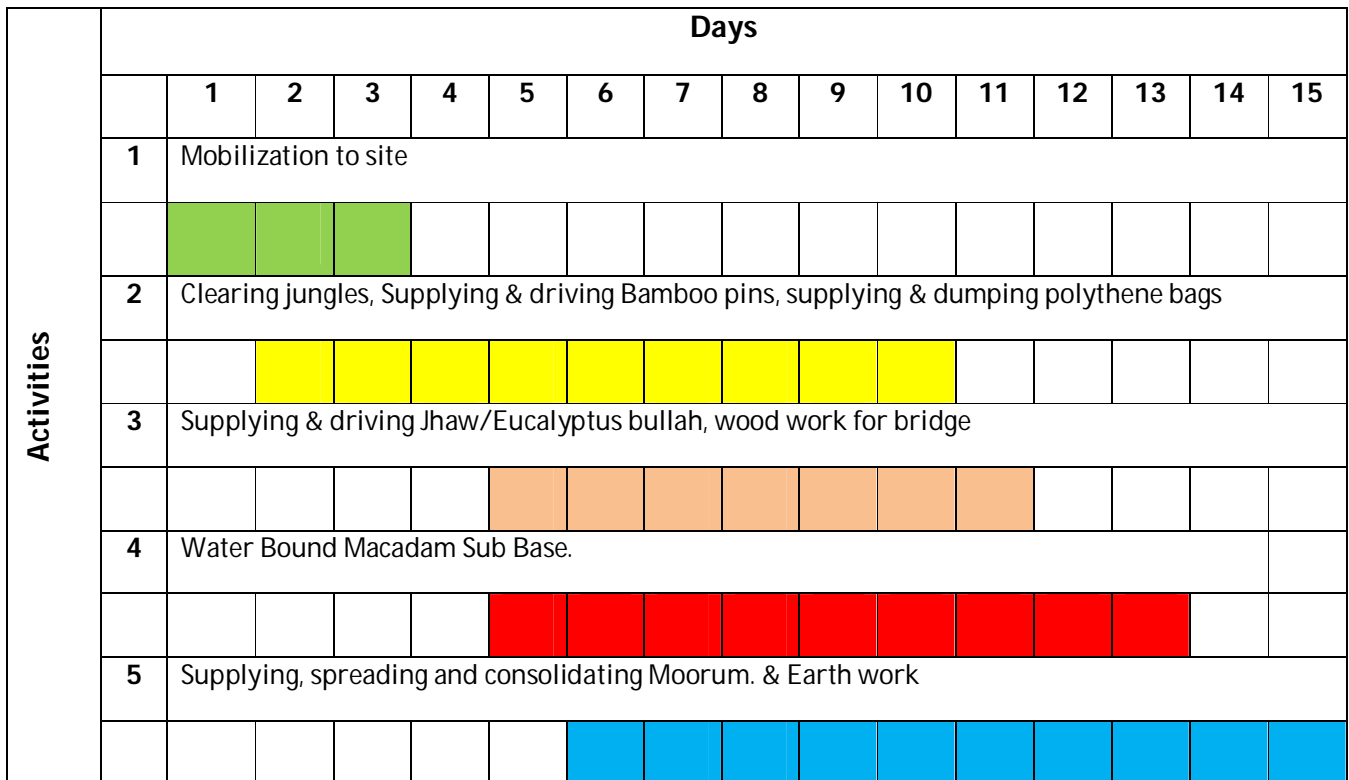 Days
1 2 3 4 5 6 7 8 9 10 11 12 13 14 15
Activities
1 Mobilization to site
2 Clearing jungles, Supplying & driving Bamboo pins, supplying & dumping polythene bags
3 Supplying & driving Jhaw/Eucalyptus bullah, wood work for bridge
4 Water Bound Macadam Sub Base.
5 Supplying, spreading and consolidating Moorum. & Earth work